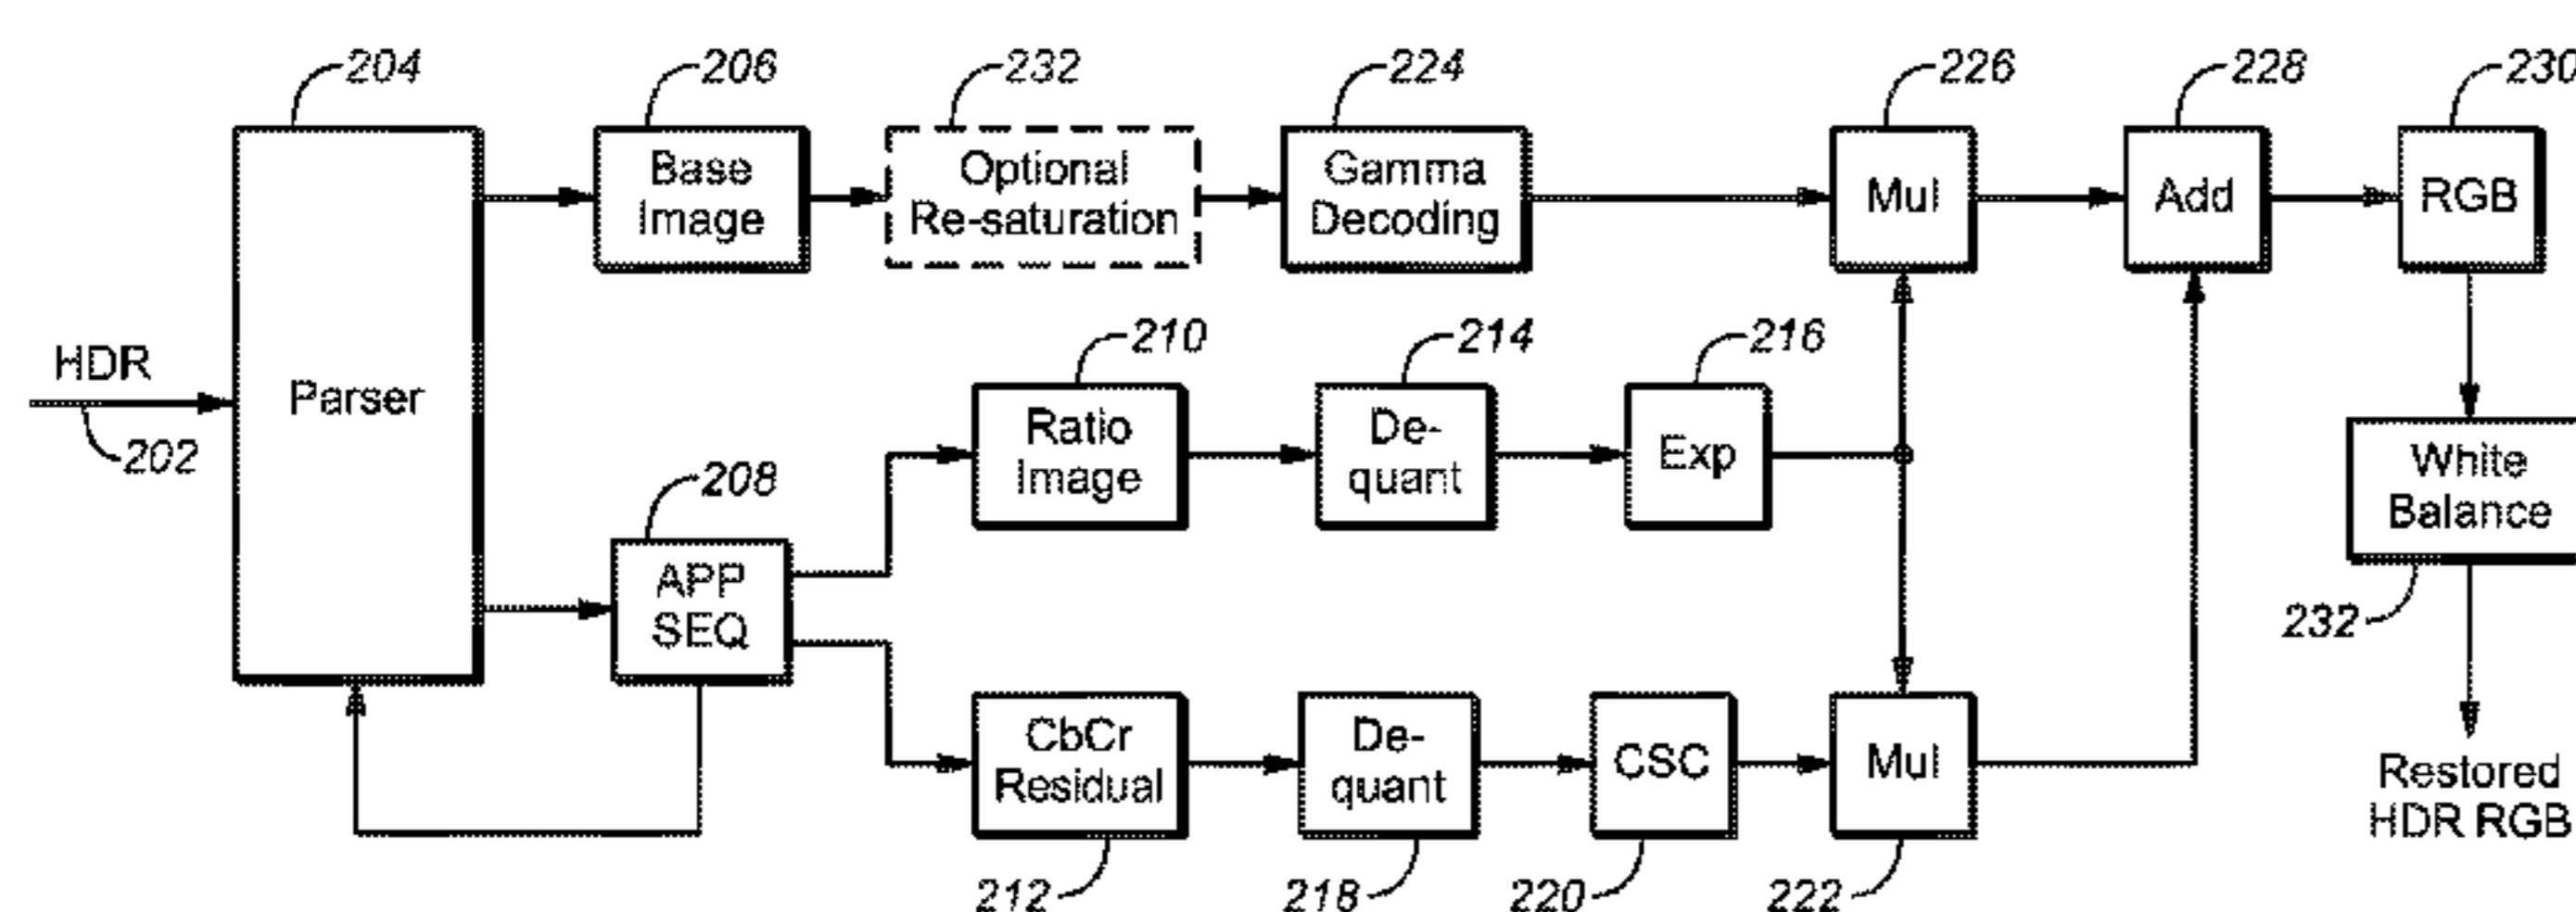 204
206
232
224
226
228
230
Base
Image
Optional
Re-saturation
Gamma
Decoding
Mul
Add
RGB
HDR
202
Parser
210
214
216
Ratio
Image
De-
quant
Exp
White
Balance
232
208
APP
SEQ
CbCr
Residual
De-
quant
CSC
Mul
212
218
220
222
Restored
HDR RGB